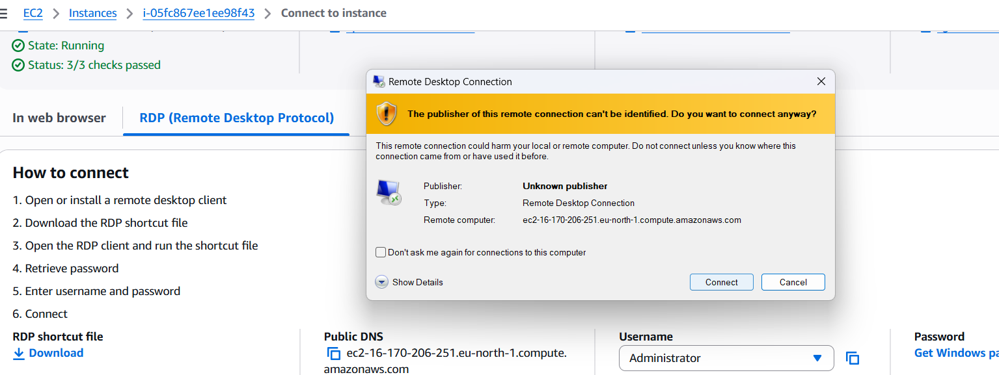 EC2 > Instances > i-05fc867ee1ee98f43 > Connect to instance
State: Running
Status: 3/3 checks passed
In web browser
RDP (Remote Desktop Protocol)
How to connect
1. Open or install a remote desktop client
2. Download the RDP shortcut file
3. Open the RDP client and run the shortcut file
4. Retrieve password
5. Enter username and password
6. Connect
Remote Desktop Connection
The publisher of this remote connection can't be identified. Do you want to connect anyway?
This remote connection could harm your local or remote computer. Do not connect unless you know where this
connection came from or have used it before.
Publisher: Unknown publisher
Type: Remote Desktop Connection
Remote computer: ec2-16-170-206-251.eu-north-1.compute.amazonaws.com
Don't ask me again for connections to this computer
Show Details
Connect
Cancel
RDP shortcut file
Download
Public DNS
ec2-16-170-206-251.eu-north-1.compute.
amazonaws.com
Username
Administrator
Password
Get Windows